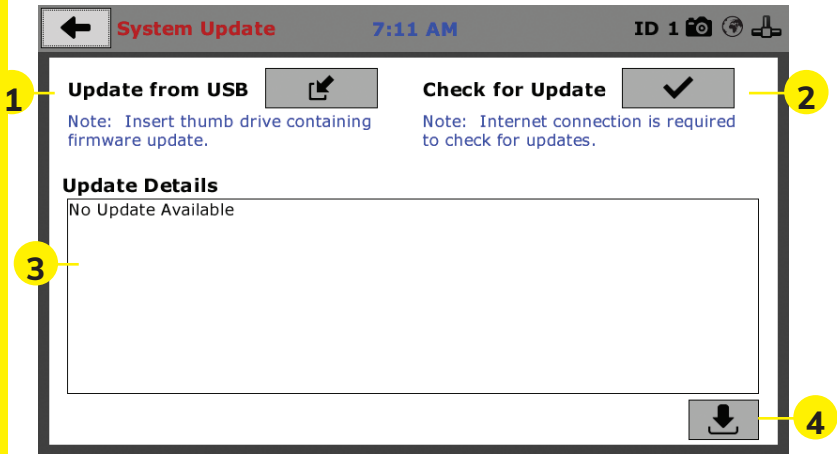 System Update 7:11 AM ID 1
1 Update from USB Check for Update 2
Note: Insert thumb drive containing Note: Internet connection is required
firmware update. to check for updates.
Update Details
No Update Available
3
4